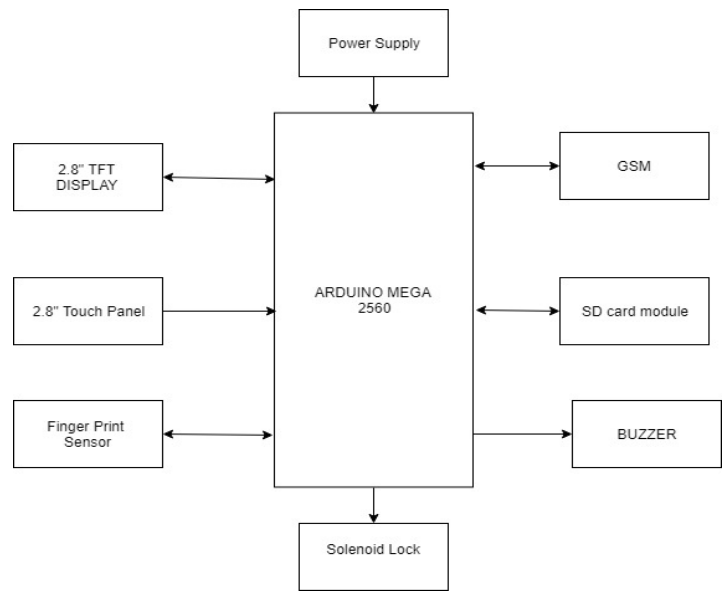 Power Supply
2.8" TFT
DISPLAY
GSM
ARDUINO MEGA
2560
2.8" Touch Panel
SD card module
Finger Print
Sensor
BUZZER
Solenoid Lock